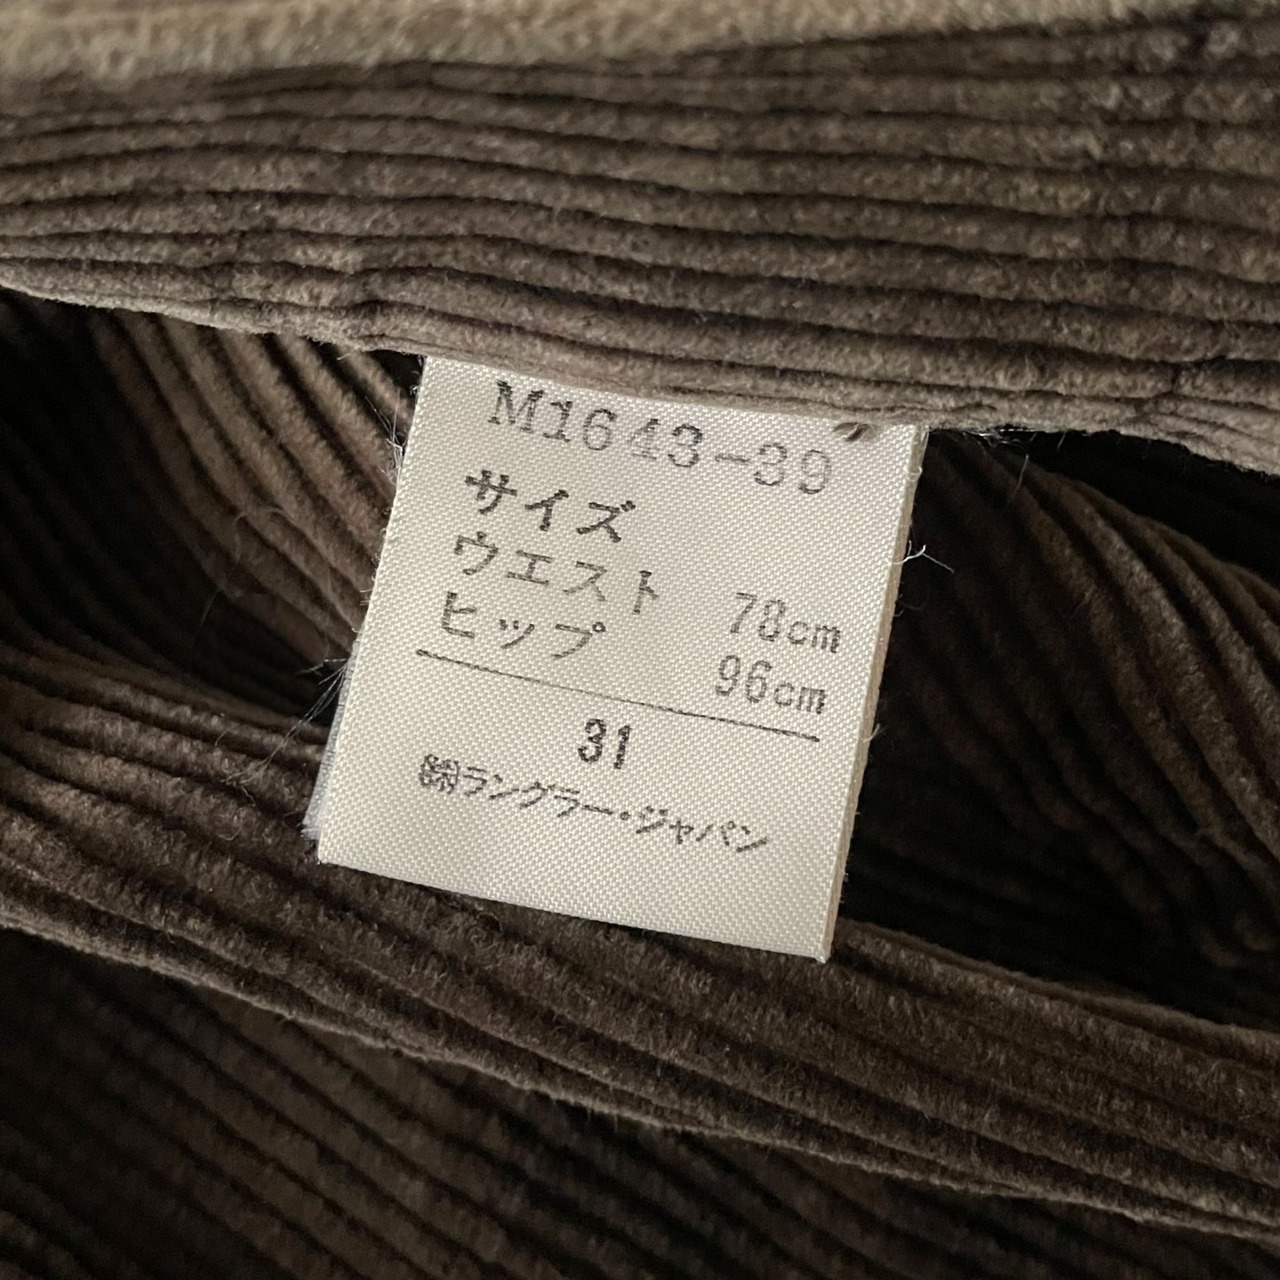 M1643-39
サイズ
ウエスト 78cm
ヒップ 96cm
31
㈱ラングラー・ジャパン